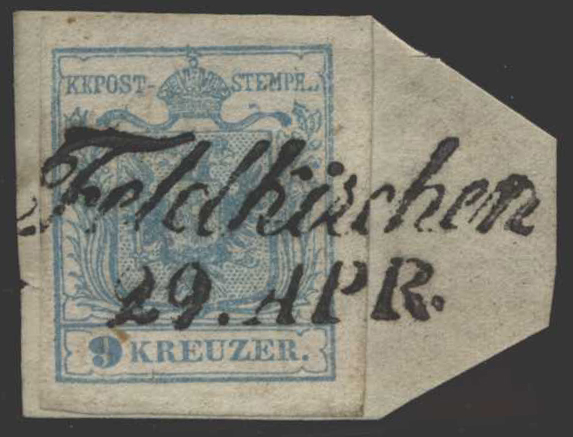 KKPOST-STEMPEL
Feldkirchen
29. APR.
9 KREUZER.